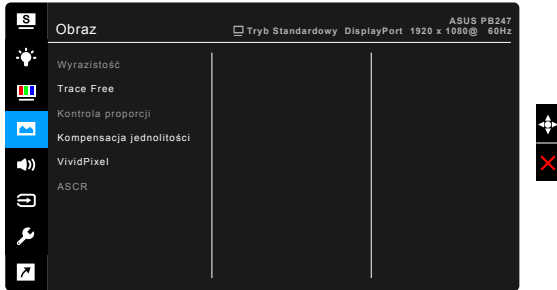 S
ASUS PB247
Obraz
Tryb Standardowy DisplayPort 1920 x 1080@ 60Hz
Wyrazistość
Trace Free
Kontrola proporcji
Kompensacja jednolitości
VividPixel
ASCR